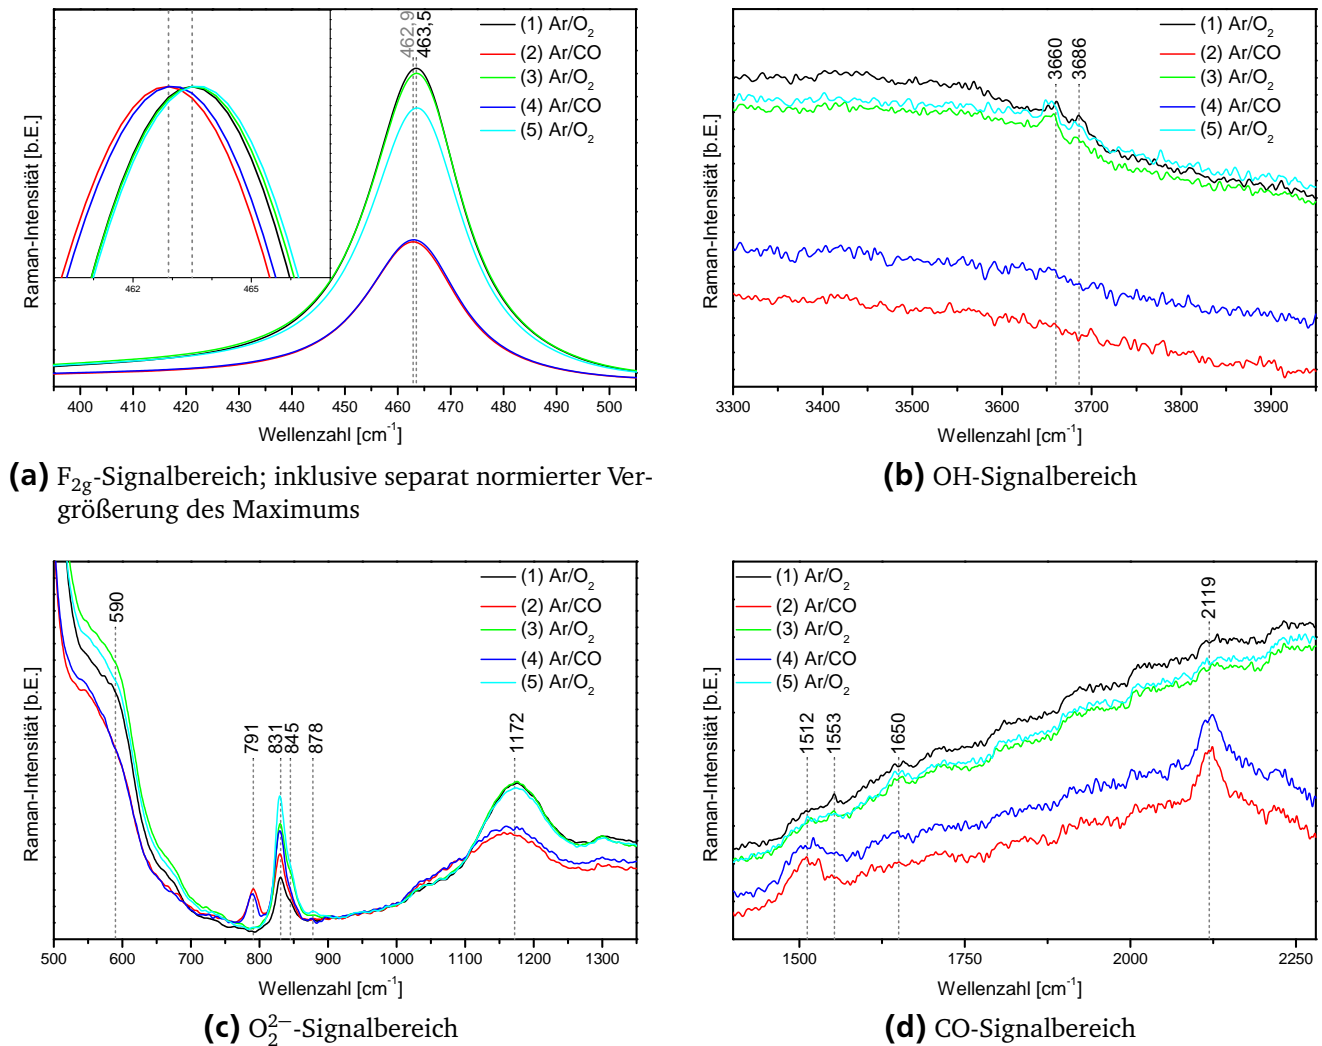 462,9
463,5
(1) Ar/O₂
(2) Ar/CO
(3) Ar/O₂
(4) Ar/CO
(5) Ar/O₂
Raman-Intensität [b.E.]
462
465
400 410 420 430 440 450 460 470 480 490 500
Wellenzahl [cm⁻¹]
(a) F₂g-Signalbereich; inklusive separat normierter Ver-
größerung des Maximums
3660
3686
(1) Ar/O₂
(2) Ar/CO
(3) Ar/O₂
(4) Ar/CO
(5) Ar/O₂
Raman-Intensität [b.E.]
3300 3400 3500 3600 3700 3800 3900
Wellenzahl [cm⁻¹]
(b) OH-Signalbereich
590
791
831
845
878
1172
(1) Ar/O₂
(2) Ar/CO
(3) Ar/O₂
(4) Ar/CO
(5) Ar/O₂
Raman-Intensität [b.E.]
500 600 700 800 900 1000 1100 1200 1300
Wellenzahl [cm⁻¹]
(c) O₂²⁻-Signalbereich
(1) Ar/O₂
(2) Ar/CO
(3) Ar/O₂
(4) Ar/CO
(5) Ar/O₂
1512
1553
1650
2119
Raman-Intensität [b.E.]
1500 1750 2000 2250
Wellenzahl [cm⁻¹]
(d) CO-Signalbereich